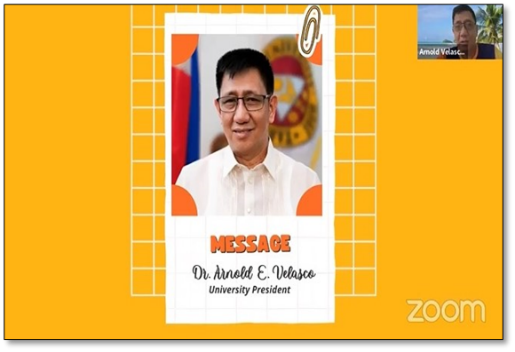 Arnold Velasc...
MESSAGE
Dr. Arnold E. Velasco
University President
zoom